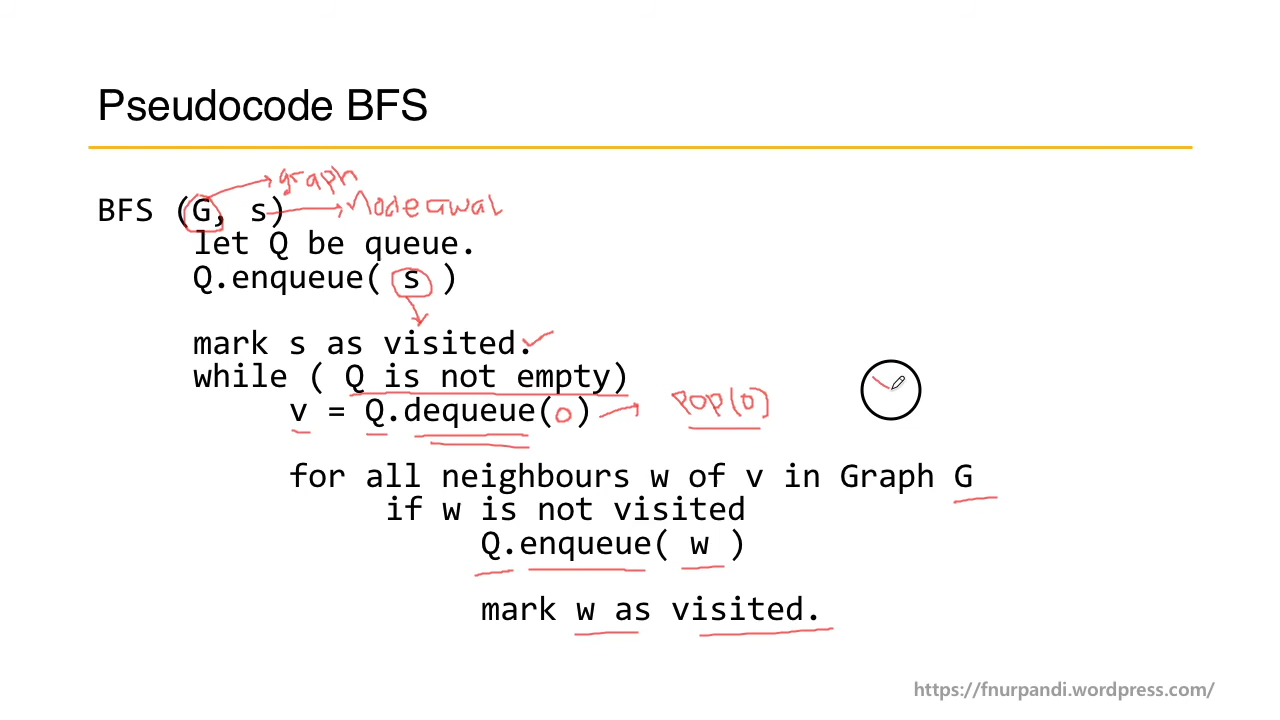 Pseudocode BFS
graph
BFS (G, s)
Node awal
let Q be queue.
Q.enqueue( s )
mark s as visited.
while ( Q is not empty)
v = Q.dequeue(0)
pop(0)
for all neighbours w of v in Graph G
if w is not visited
Q.enqueue( w )
mark w as visited.
https://fnurpandi.wordpress.com/